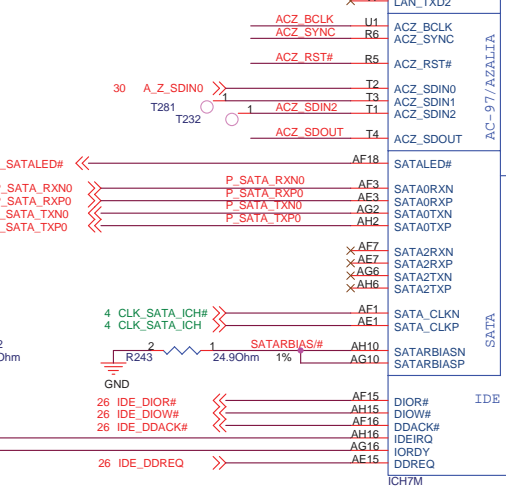 LAN_TXD2
ACZ_BCLK U1 ACZ_BCLK
ACZ_SYNC R6 ACZ_SYNC
ACZ_RST# R5 ACZ_RST#
30 A_Z_SDIN0 T2 ACZ_SDIN0
T281 1 T3 ACZ_SDIN1
T232 1 ACZ_SDIN2 T1 ACZ_SDIN2
ACZ_SDOUT T4 ACZ_SDOUT
AC-97/AZALIA
_SATALED# AF18 SATALED#
P_SATA_RXN0 P_SATA_RXN0 AF3 SATA0RXN
P_SATA_RXP0 P_SATA_RXP0 AE3 SATA0RXP
_SATA_TXN0 P_SATA_TXN0 AG2 SATA0TXN
_SATA_TXP0 P_SATA_TXP0 AH2 SATA0TXP
AF7 SATA2RXN
AE7 SATA2RXP
AG6 SATA2TXN
AH6 SATA2TXP
4 CLK_SATA_ICH# AF1 SATA_CLKN
4 CLK_SATA_ICH AE1 SATA_CLKP
SATA
2 2 1 SATARBIAS/# AH10 SATARBIASN
Ohm R243 24.9Ohm 1% AG10 SATARBIASP
GND
IDE
26 IDE_DIOR# AF15 DIOR#
26 IDE_DIOW# AH15 DIOW#
26 IDE_DDACK# AF16 DDACK#
AH16 IDEIRQ
AG16 IORDY
26 IDE_DDREQ AE15 DDREQ
ICH7M